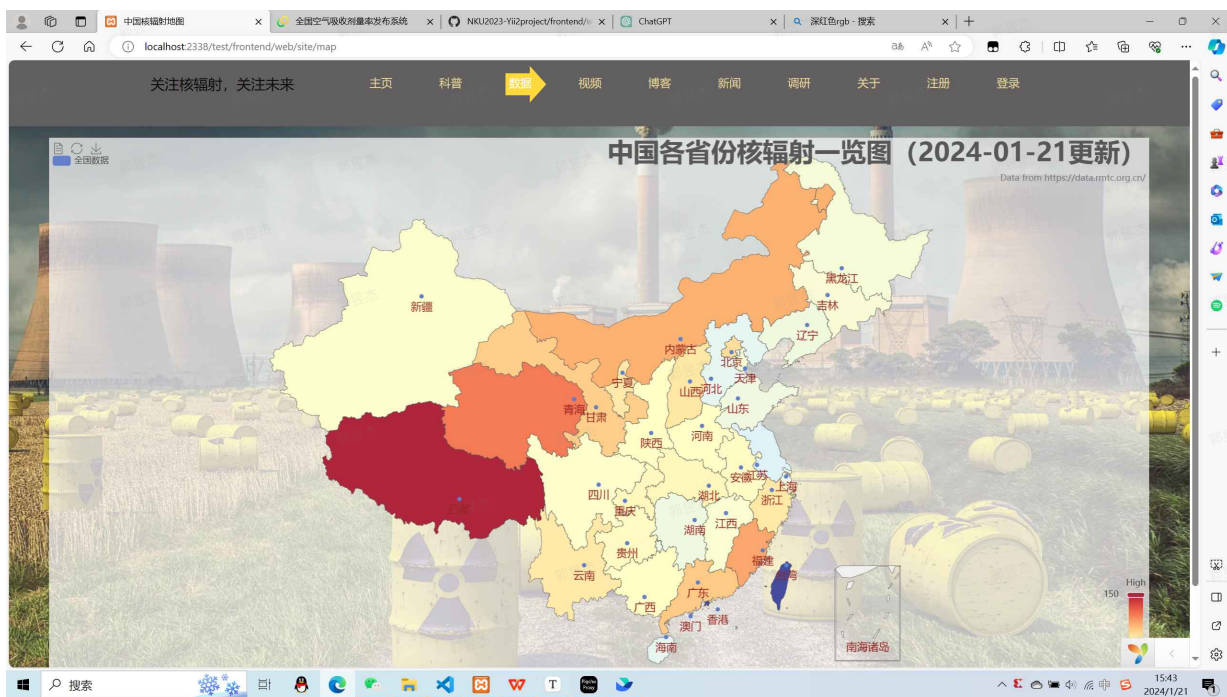 中国核辐射地图
全国空气吸收剂量率发布系统
NKU2023-Yii2project/frontend/
ChatGPT
深红色rgb - 搜索
localhost:2338/test/frontend/web/site/map
关注核辐射，关注未来
主页
科普
数据
视频
博客
新闻
调研
关于
注册
登录
全国数据
中国各省份核辐射一览图（2024-01-21更新）
Data from https://data.rmtc.org.cn/
黑龙江
新疆
吉林
辽宁
内蒙古
北京
天津
宁夏
山西
河北
青海
甘肃
山东
陕西
河南
安徽
江苏
上海
四川
重庆
湖北
浙江
湖南
江西
贵州
福建
云南
广东
广西
香港
澳门
海南
南海诸岛
High
150
搜索
中
15:43
2024/1/21